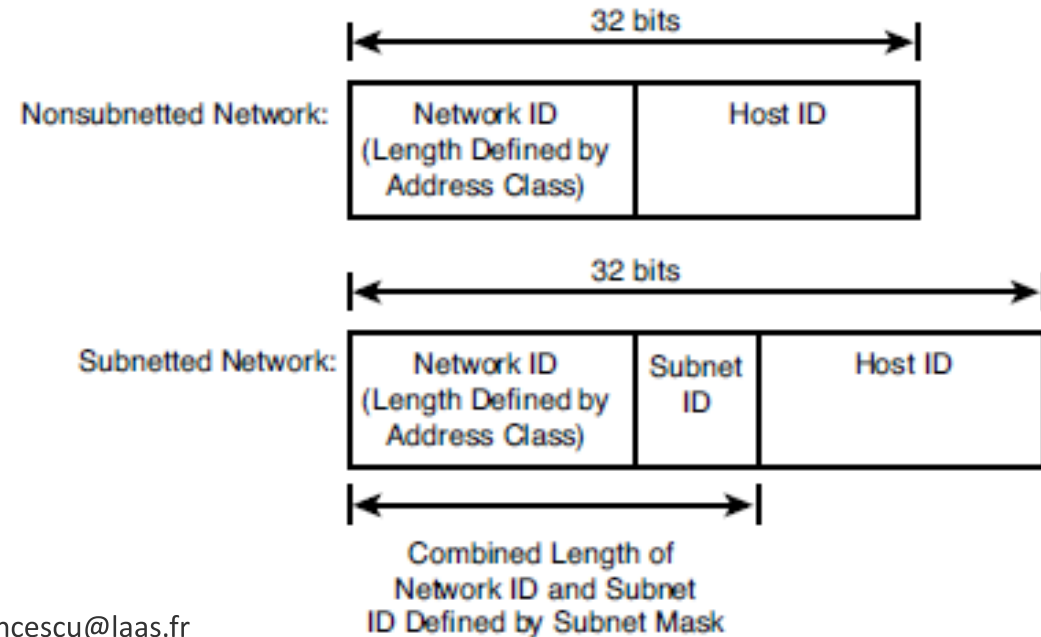 32 bits
Nonsubnetted Network:
Network ID
(Length Defined by
Address Class)
Host ID
32 bits
Subnetted Network:
Network ID
(Length Defined by
Address Class)
Subnet
ID
Host ID
Combined Length of
Network ID and Subnet
ID Defined by Subnet Mask
ncescu@laas.fr